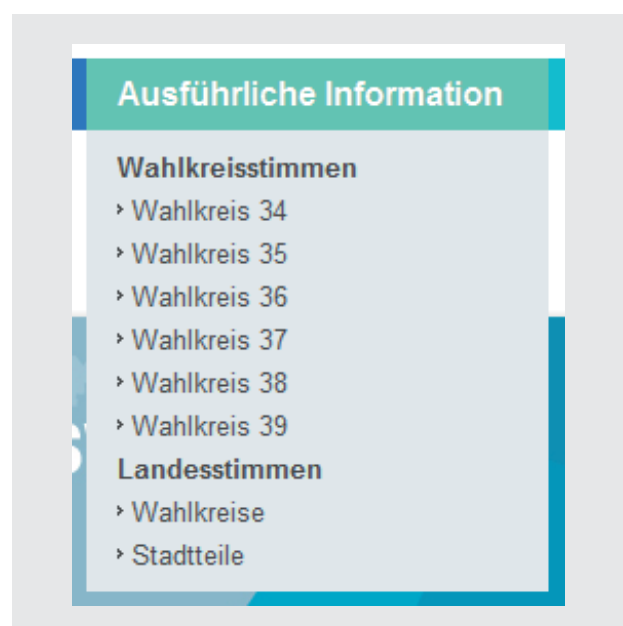 Ausführliche Information
Wahlkreisstimmen
Wahlkreis 34
Wahlkreis 35
Wahlkreis 36
Wahlkreis 37
Wahlkreis 38
Wahlkreis 39
Landesstimmen
Wahlkreise
Stadtteile